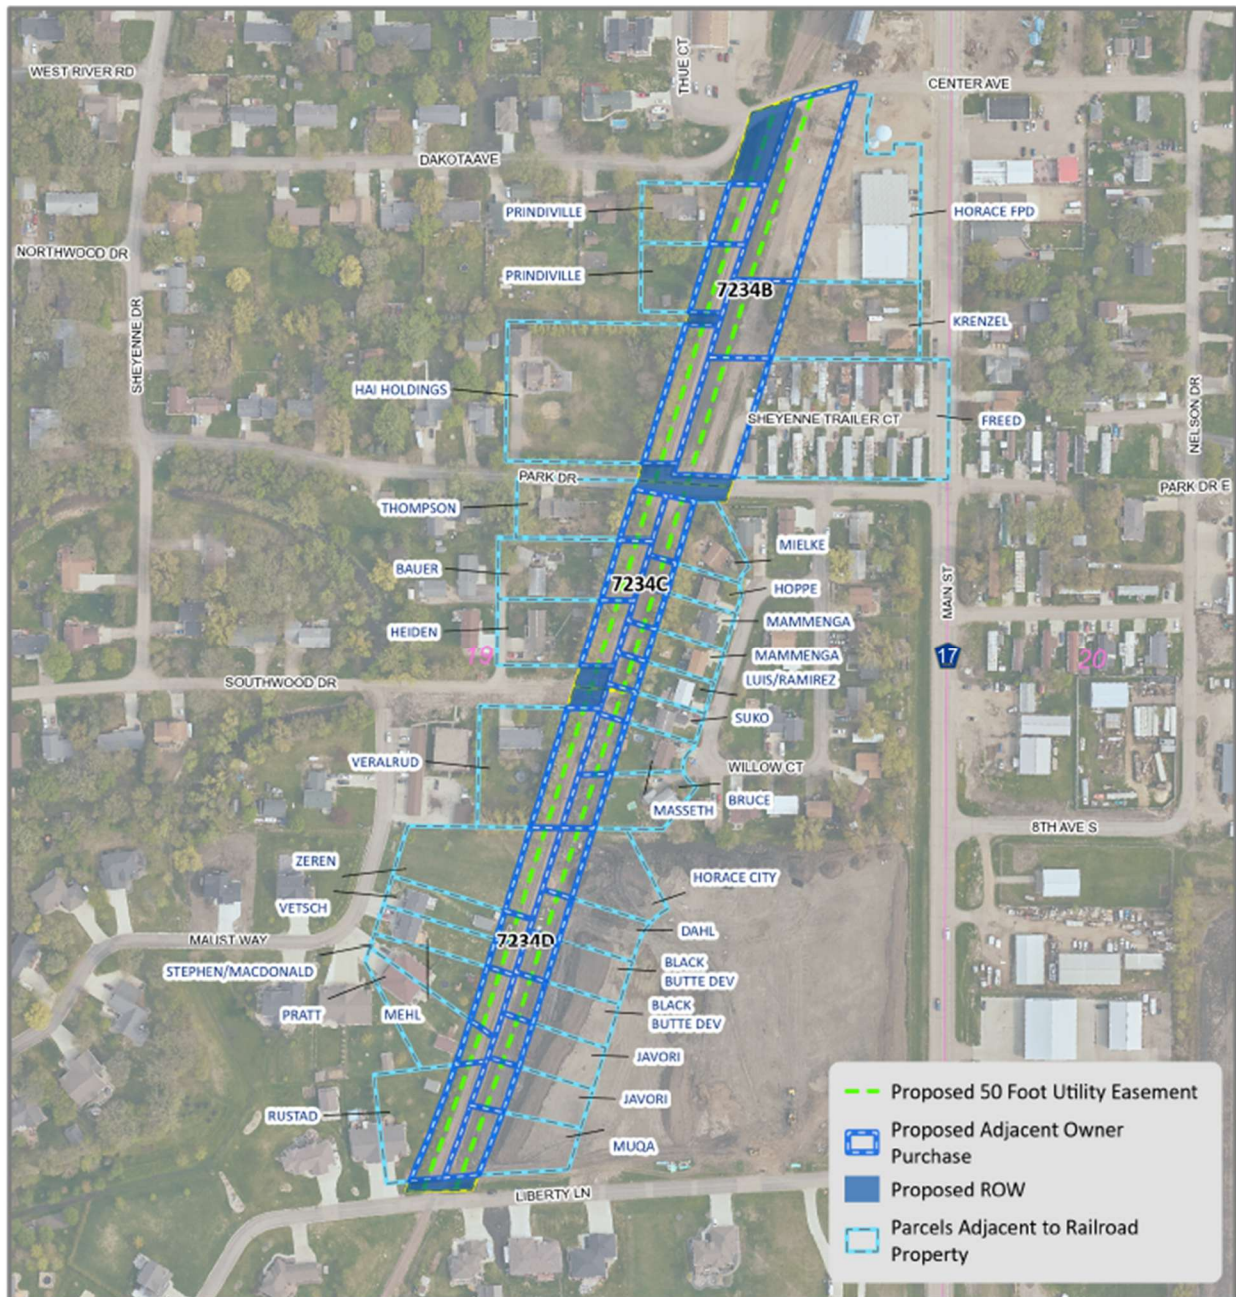 THUE CT
WEST RIVER RD
CENTER AVE
DAKOTA AVE
PRINDIVILLE
HORACE FPD
NORTHWOOD DR
PRINDIVILLE
7234B
SHEYENNE DR
KRENZEL
HAI HOLDINGS
SHEYENNE TRAILER CT
FREED
NELSON DR
PARK DR
PARK DR E
THOMPSON
MIELKE
BAUER
7234C
HOPPE
MAIN ST
MAMMENGA
HEIDEN
19
MAMMENGA
17
20
LUIS/RAMIREZ
SOUTHWOOD DR
SUKO
VERALRUD
WILLOW CT
BRUCE
MASSETH
8TH AVE S
ZEREN
HORACE CITY
VETSCH
DAHL
MAUST WAY
7234D
BLACK
BUTTE DEV
STEPHEN/MACDONALD
BLACK
BUTTE DEV
PRATT
MEHL
JAVORI
JAVORI
RUSTAD
MUQA
LIBERTY LN
Proposed 50 Foot Utility Easement
Proposed Adjacent Owner
Purchase
Proposed ROW
Parcels Adjacent to Railroad
Property